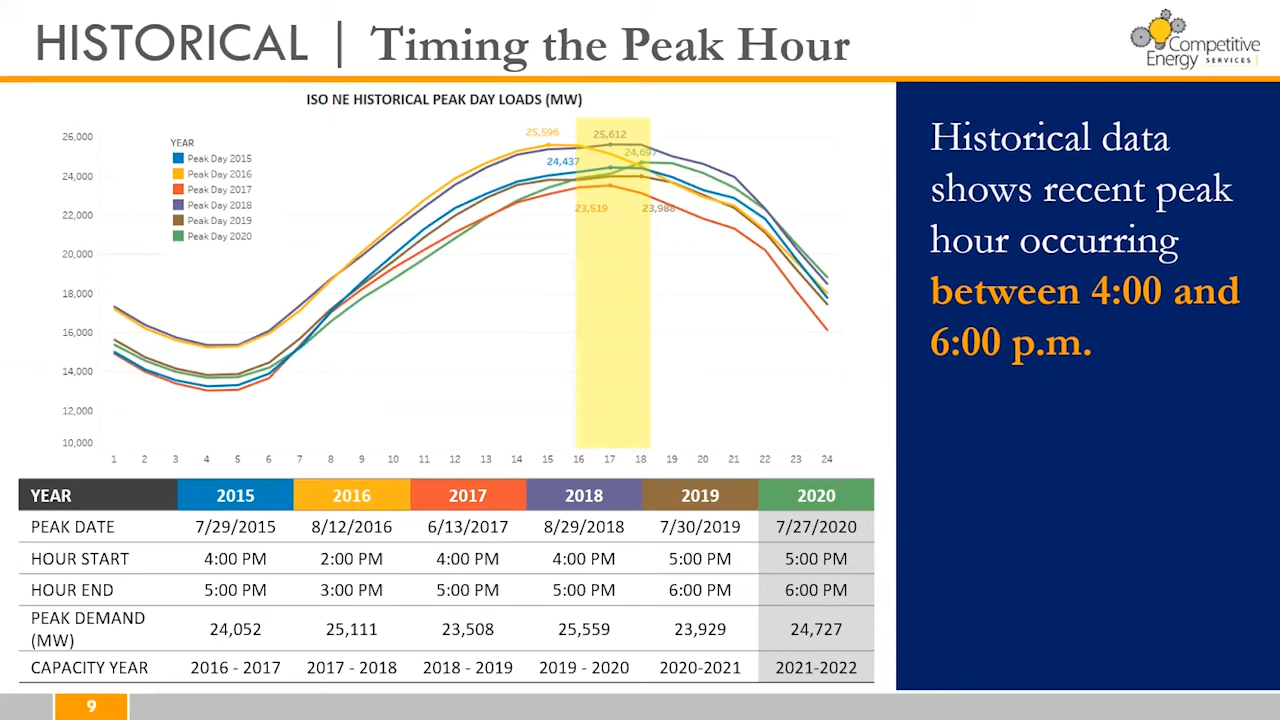 HISTORICAL | Timing the Peak Hour
Competitive
Energy
SERVICES
ISO NE HISTORICAL PEAK DAY LOADS (MW)
26,000
24,000
22,000
20,000
18,000
16,000
14,000
12,000
10,000
YEAR
Peak Day 2015
Peak Day 2016
Peak Day 2017
Peak Day 2018
Peak Day 2019
Peak Day 2020
25,596
25,612
24,437
24,697
23,519
23,988
1 2 3 4 5 6 7 8 9 10 11 12 13 14 15 16 17 18 19 20 21 22 23 24
YEAR 2015 2016 2017 2018 2019 2020
PEAK DATE 7/29/2015 8/12/2016 6/13/2017 8/29/2018 7/30/2019 7/27/2020
HOUR START 4:00 PM 2:00 PM 4:00 PM 4:00 PM 5:00 PM 5:00 PM
HOUR END 5:00 PM 3:00 PM 5:00 PM 5:00 PM 6:00 PM 6:00 PM
PEAK DEMAND
(MW) 24,052 25,111 23,508 25,559 23,929 24,727
CAPACITY YEAR 2016 - 2017 2017 - 2018 2018 - 2019 2019 - 2020 2020-2021 2021-2022
Historical data
shows recent peak
hour occurring
between 4:00 and
6:00 p.m.
9